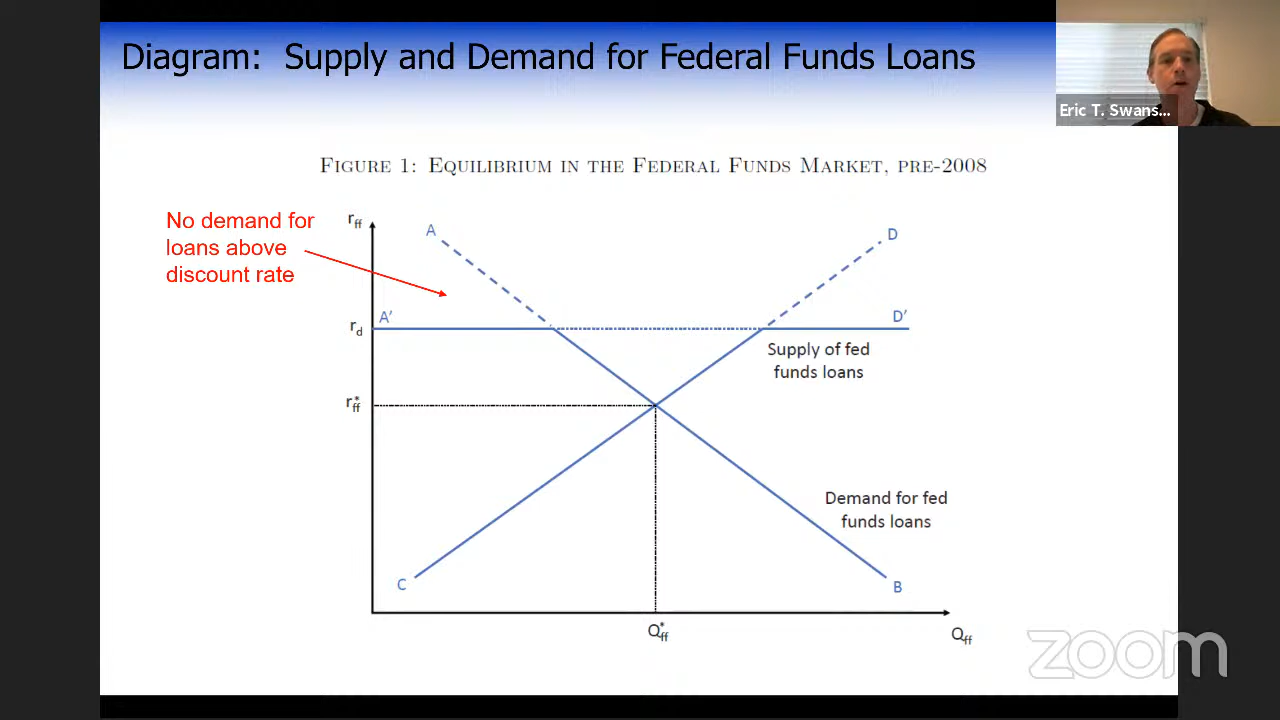 Diagram: Supply and Demand for Federal Funds Loans
Eric T. Swans...
FIGURE 1: EQUILIBRIUM IN THE FEDERAL FUNDS MARKET, PRE-2008
No demand for
loans above
discount rate
rff
A
D
rd
A'
D'
Supply of fed
funds loans
r*ff
Demand for fed
funds loans
C
B
Q*ff
Qff
zoom